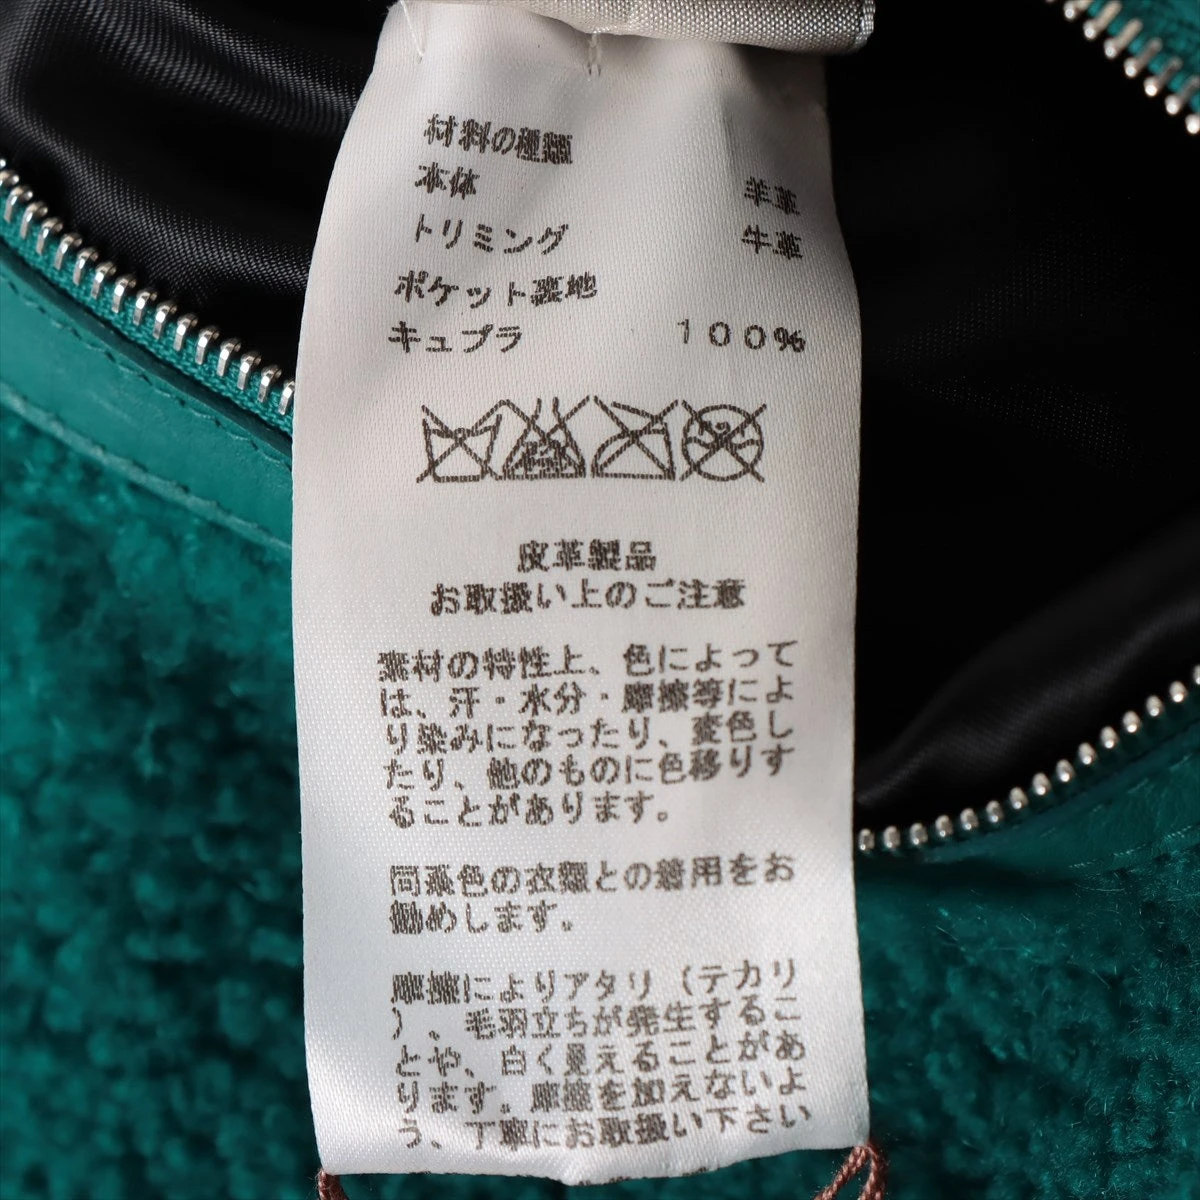 材料の種類
本体 羊革
トリミング 牛革
ポケット裏地
キュプラ 100%
皮革製品
お取扱い上のご注意
素材の特性上、色によって
は、汗・水分・摩擦等によ
り染みになったり、変色し
たり、他のものに色移りす
ることがあります。
同系色の衣類との着用をお
勧めします。
摩擦によりアタリ（テカリ
）、毛羽立ちが発生するこ
とや、白く見えることがあ
ります。摩擦を加えないよ
う、丁寧にお取扱い下さい